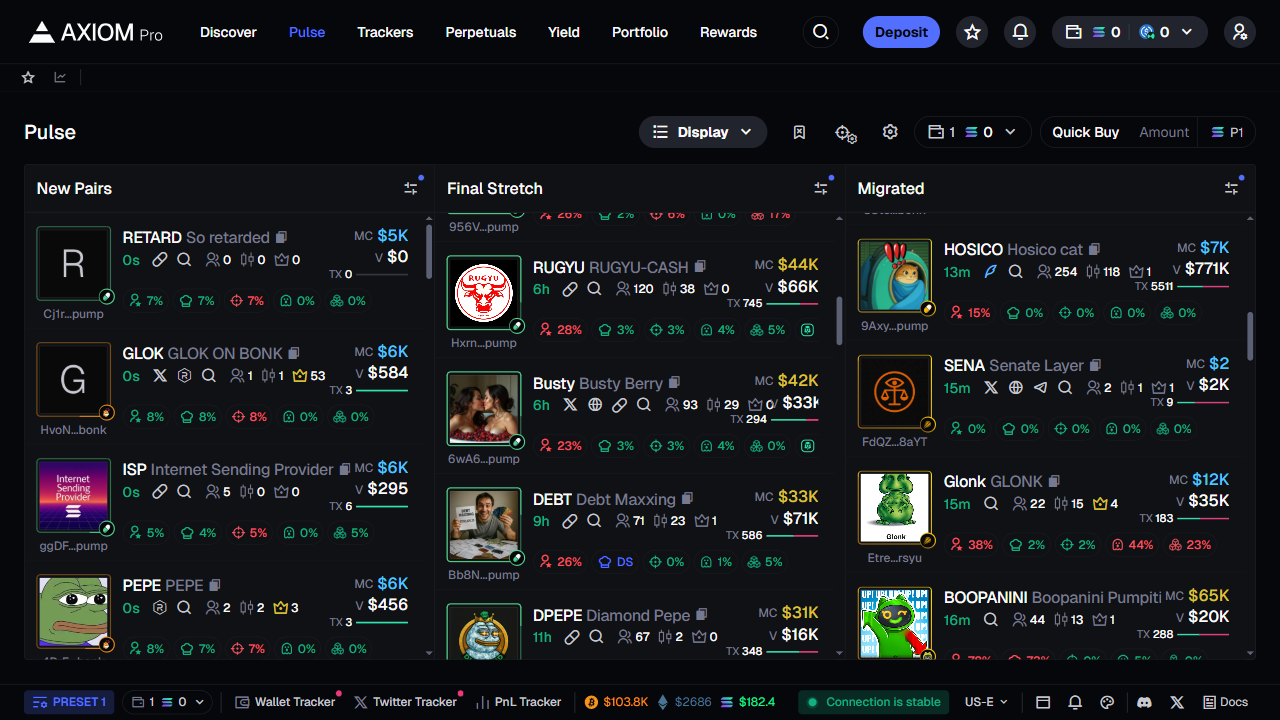 AXIOM Pro
Discover
Pulse
Trackers
Perpetuals
Yield
Portfolio
Rewards
Deposit
0
0
Pulse
Display
1 0
Quick Buy Amount P1
New Pairs
RETARD So retarded
MC $5K
0s 0 0 0
V $0
TX 0
7% 7% 7% 0% 0%
R
Cj1r...pump
GLOK GLOK ON BONK
MC $6K
0s 1 1 53
V $584
TX 3
8% 8% 8% 0% 0%
G
HvoN...bonk
ISP Internet Sending Provider
MC $6K
0s 5 0 0
V $295
TX 6
5% 4% 5% 0% 5%
Internet
Sending
Provider
ggDF...pump
PEPE PEPE
MC $6K
0s 2 2 3
V $456
TX 3
8% 7% 7% 0% 0%
Final Stretch
26% 2% 6% 0% 17%
956V...pump
RUGYU RUGYU-CASH
MC $44K
6h 120 38 0
V $66K
TX 745
28% 3% 3% 4% 5%
RUGYU
Hxrn...pump
Busty Busty Berry
MC $42K
6h 93 29 0
$33K
TX 294
23% 3% 3% 4% 0%
6wA6...pump
DEBT Debt Maxxing
MC $33K
9h 71 23 1
V $71K
TX 586
26% DS 0% 1% 5%
Bb8N...pump
DPEPE Diamond Pepe
MC $31K
11h 67 2 0
V $16K
TX 348
Migrated
HOSICO Hosico cat
MC $7K
13m 254 118 1
V $771K
TX 5511
15% 0% 0% 0% 0%
9Axy...pump
SENA Senate Layer
MC $2
15m 2 1 1
V $2K
TX 9
0% 0% 0% 0% 0%
FdQZ...8aYT
Glonk GLONK
MC $12K
15m 22 15 4
V $35K
TX 183
38% 2% 2% 44% 23%
Glonk
Etre...rsyu
BOOPANINI Boopanini Pumpiti
MC $65K
16m 44 13 1
V $20K
TX 288
PRESET 1
1 0
Wallet Tracker
Twitter Tracker
PnL Tracker
$103.8K
$2686
$182.4
Connection is stable
US-E
Docs